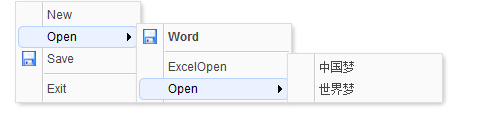 New
Open
Save
Exit
Word
ExcelOpen
Open
中国梦
世界梦